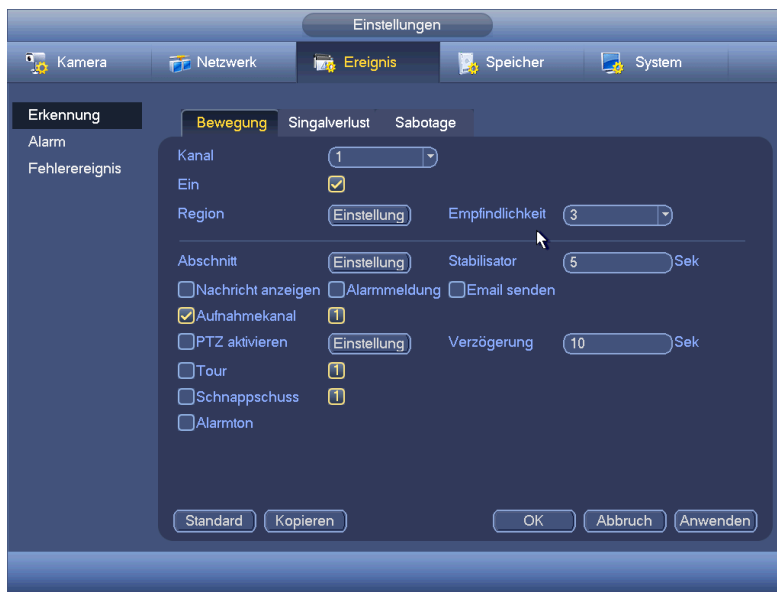 Einstellungen
Kamera Netzwerk Ereignis Speicher System
Erkennung
Alarm
Fehlerereignis
Bewegung Singalverlust Sabotage
Kanal 1
Ein
Region Einstellung Empfindlichkeit 3
Abschnitt Einstellung Stabilisator 5 Sek
Nachricht anzeigen Alarmmeldung Email senden
Aufnahmekanal 1
PTZ aktivieren Einstellung Verzögerung 10 Sek
Tour 1
Schnappschuss 1
Alarmton
Standard Kopieren OK Abbruch Anwenden